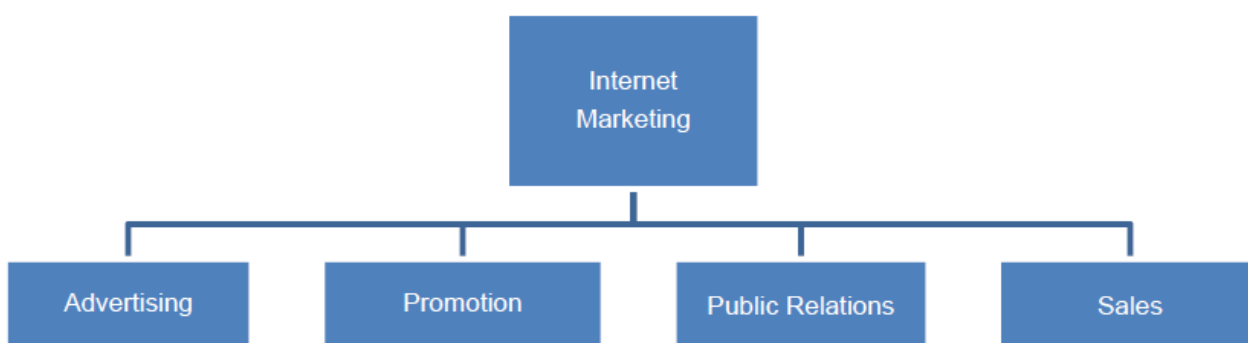 Internet
Marketing
Advertising
Promotion
Public Relations
Sales